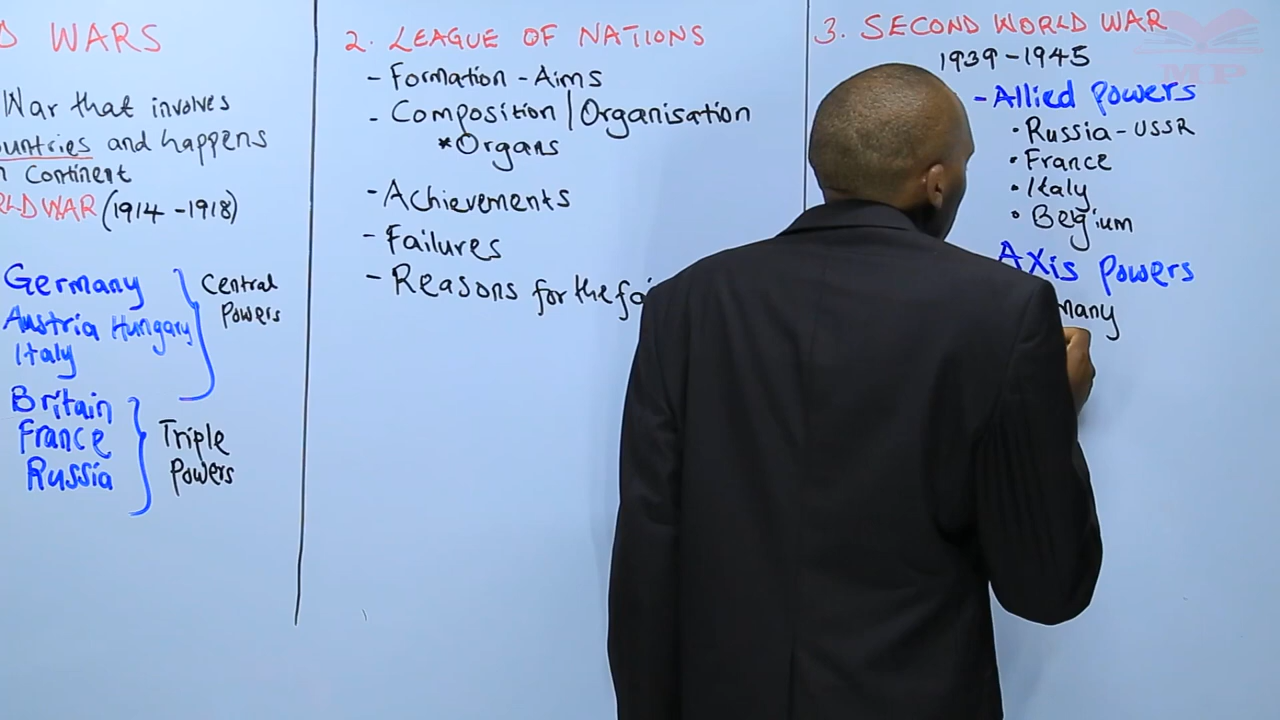 WARS
War that involves
countries and happens
Continent
WORLD WAR (1914 - 1918)
Germany
Austria Hungary
Italy
Central
Powers
Britain
France
Russia
Triple
Powers
2. LEAGUE OF NATIONS
- Formation - Aims
- Composition | Organisation
*Organs
- Achievements
- Failures
- Reasons for the
3. SECOND WORLD WAR
1939 - 1945
- Allied Powers
• Russia - USSR
• France
• Italy
• Belgium
Axis Powers
many
MP